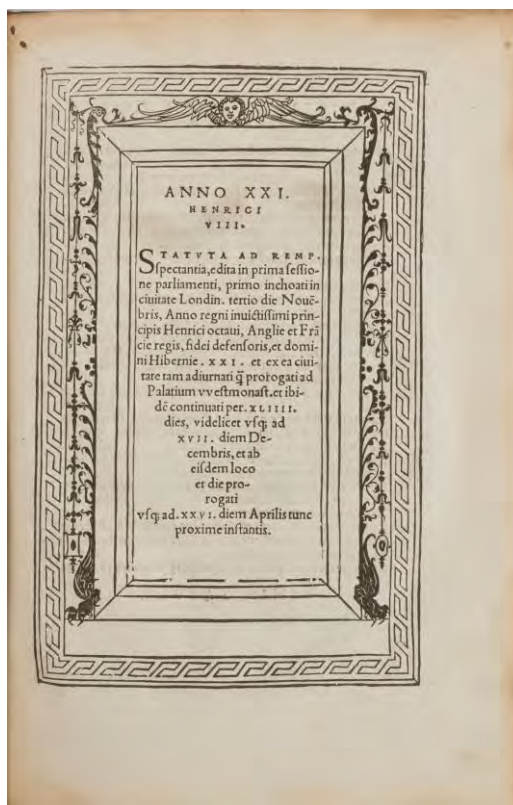 ANNO XXI.
HENRICI
VIII.
STATVTA AD REMP.
spectantia,edita in prima sessio-
ne parliamenti, primo inchoati in
ciuitate Londin. tertio die Nouẽ-
bris, Anno regni inuictissimi prin-
cipis Henrici octaui, Anglie et Frã
cie regis, fidei defensoris,et domi-
ni Hibernie . XXI. et ex ea ciui-
tate tam adiurnati q̃ prorogati ad
Palatium vvestmonast.et ibi-
dẽ continuati per. XLIIII.
dies, videlicet vsq; ad
XVII. diem De-
cembris, et ab
eisdem loco
et die pro-
rogati
vsq; ad. XXVI. diem Aprilis tunc
proxime instantis.